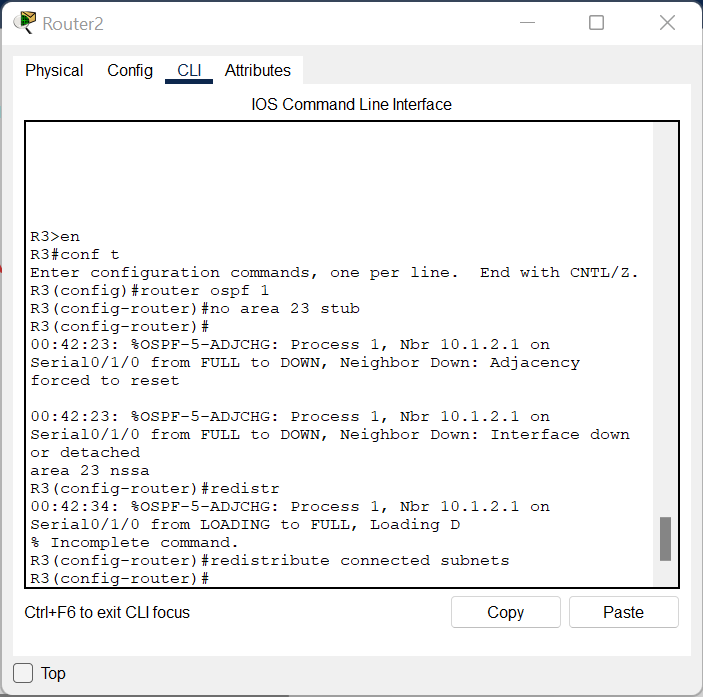 Router2
Physical Config CLI Attributes
IOS Command Line Interface
R3>en
R3#conf t
Enter configuration commands, one per line.  End with CNTL/Z.
R3(config)#router ospf 1
R3(config-router)#no area 23 stub
R3(config-router)#
00:42:23: %OSPF-5-ADJCHG: Process 1, Nbr 10.1.2.1 on
Serial0/1/0 from FULL to DOWN, Neighbor Down: Adjacency
forced to reset
00:42:23: %OSPF-5-ADJCHG: Process 1, Nbr 10.1.2.1 on
Serial0/1/0 from FULL to DOWN, Neighbor Down: Interface down
or detached
area 23 nssa
R3(config-router)#redistr
00:42:34: %OSPF-5-ADJCHG: Process 1, Nbr 10.1.2.1 on
Serial0/1/0 from LOADING to FULL, Loading D
% Incomplete command.
R3(config-router)#redistribute connected subnets
R3(config-router)#
Ctrl+F6 to exit CLI focus
Copy Paste
Top